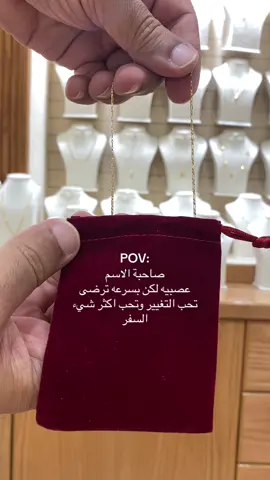 POV:
صاحبة الاسم
عصبيه لكن بسرعه ترضى
تحب التغيير وتحب اكثر شيء
السفر